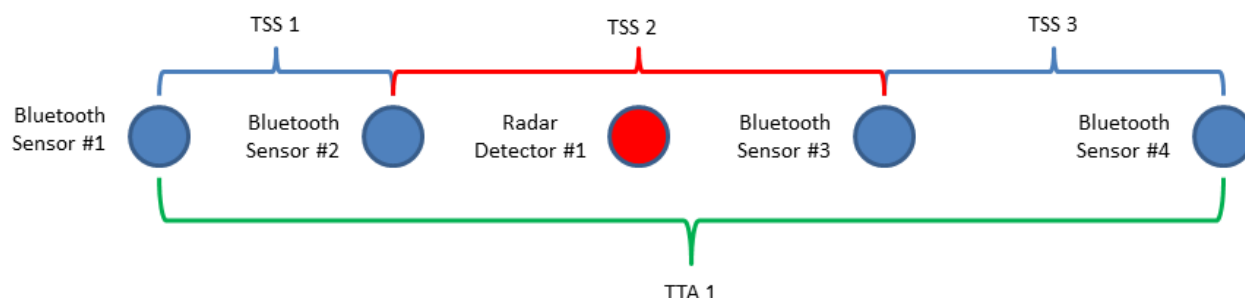 TSS 1
TSS 2
TSS 3
Bluetooth
Sensor #1
Bluetooth
Sensor #2
Radar
Detector #1
Bluetooth
Sensor #3
Bluetooth
Sensor #4
TTA 1